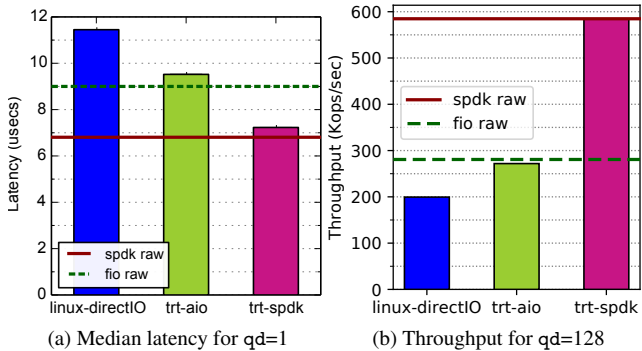 12
10
8
6
4
2
0
Latency (usecs)
spdk raw
fio raw
linux-directIO
trt-aio
trt-spdk
(a) Median latency for qd=1
600
500
400
300
200
300
0
Throughput (Kops/sec)
spdk raw
fio raw
linux-directIO
trt-aio
trt-spdk
(b) Throughput for qd=128